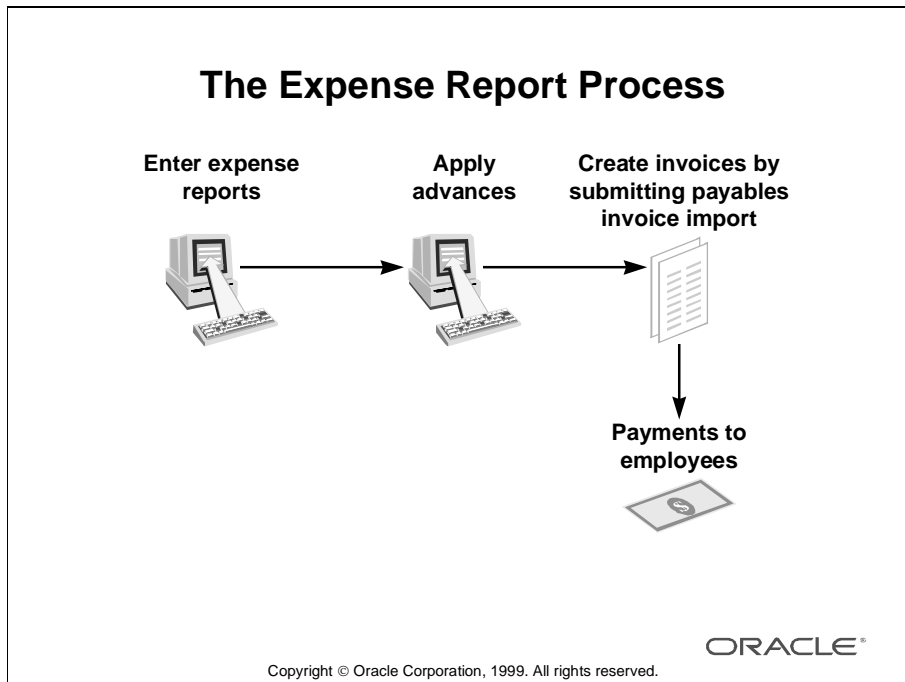 The Expense Report Process
Enter expense
reports
Apply
advances
Create invoices by
submitting payables
invoice import
Payments to
employees
$
ORACLE®
Copyright © Oracle Corporation, 1999. All rights reserved.